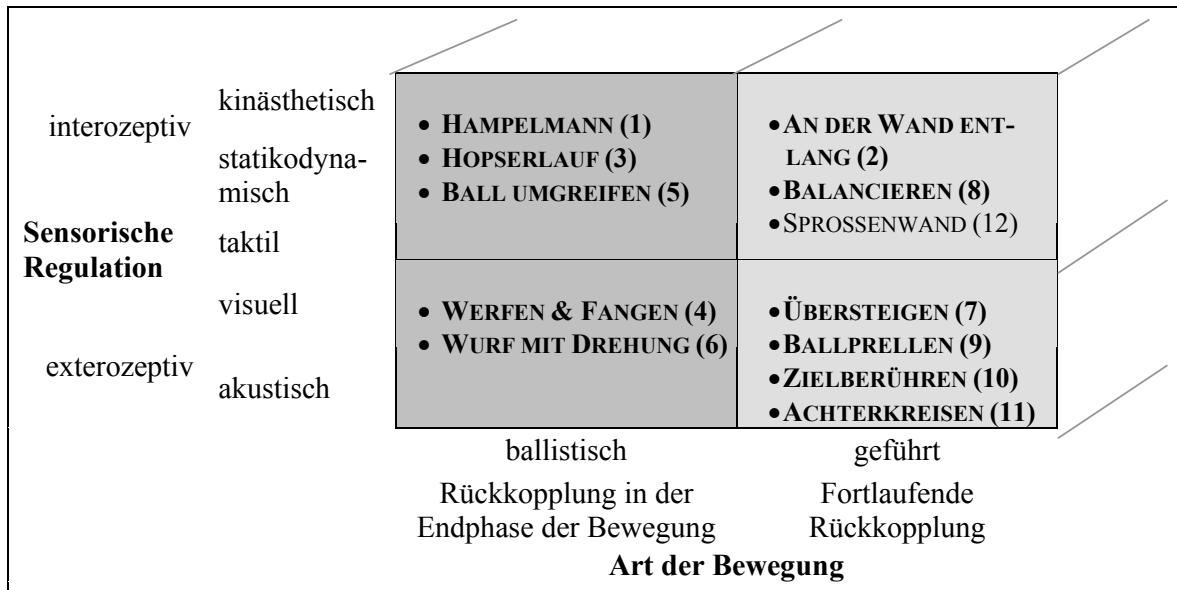 kinästhetisch
interozeptiv
statikodyna-
misch
Sensorische
Regulation
taktil
visuell
exterozeptiv
akustisch
• HAMPELMANN (1)
• HOPSERLAUF (3)
• BALL UMGREIFEN (5)
• AN DER WAND ENT-
LANG (2)
• BALANCIEREN (8)
• SPROSSENWAND (12)
• WERFEN & FANGEN (4)
• WURF MIT DREHUNG (6)
• ÜBERSTEIGEN (7)
• BALLPRELLEN (9)
• ZIELBERÜHREN (10)
• ACHTERKREISEN (11)
ballistisch
Rückkopplung in der
Endphase der Bewegung
geführt
Fortlaufende
Rückkopplung
Art der Bewegung